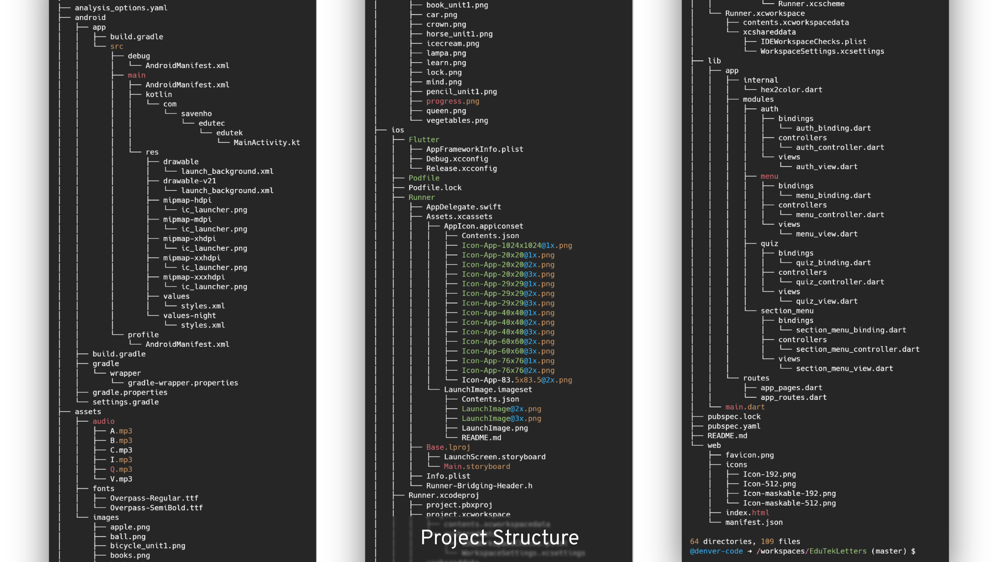 ├── analysis_options.yaml
├── android
│   ├── app
│   │   ├── build.gradle
│   │   └── src
│   │       ├── debug
│   │       │   └── AndroidManifest.xml
│   │       ├── main
│   │       │   ├── AndroidManifest.xml
│   │       │   ├── kotlin
│   │       │   │   └── com
│   │       │   │       └── savenho
│   │       │   │           └── edutec
│   │       │   │               └── edutek
│   │       │   │                   └── MainActivity.kt
│   │       │   └── res
│   │       │       ├── drawable
│   │       │       │   └── launch_background.xml
│   │       │       ├── drawable-v21
│   │       │       │   └── launch_background.xml
│   │       │       ├── mipmap-hdpi
│   │       │       │   └── ic_launcher.png
│   │       │       ├── mipmap-mdpi
│   │       │       │   └── ic_launcher.png
│   │       │       ├── mipmap-xhdpi
│   │       │       │   └── ic_launcher.png
│   │       │       ├── mipmap-xxhdpi
│   │       │       │   └── ic_launcher.png
│   │       │       ├── mipmap-xxxhdpi
│   │       │       │   └── ic_launcher.png
│   │       │       ├── values
│   │       │       │   └── styles.xml
│   │       │       └── values-night
│   │       │           └── styles.xml
│   │       └── profile
│   │           └── AndroidManifest.xml
│   ├── build.gradle
│   ├── gradle
│   │   └── wrapper
│   │       └── gradle-wrapper.properties
│   ├── gradle.properties
│   └── settings.gradle
├── assets
│   ├── audio
│   │   ├── A.mp3
│   │   ├── B.mp3
│   │   ├── C.mp3
│   │   ├── I.mp3
│   │   ├── Q.mp3
│   │   └── V.mp3
│   ├── fonts
│   │   ├── Overpass-Regular.ttf
│   │   └── Overpass-SemiBold.ttf
│   └── images
│       ├── apple.png
│       ├── ball.png
│       ├── bicycle_unit1.png
│       ├── books.png
│       ├── book_unit1.png
│       ├── car.png
│       ├── crown.png
│       ├── horse_unit1.png
│       ├── icecream.png
│       ├── lampa.png
│       ├── learn.png
│       ├── lock.png
│       ├── mind.png
│       ├── pencil_unit1.png
│       ├── progress.png
│       ├── queen.png
│       └── vegetables.png
├── ios
│   ├── Flutter
│   │   ├── AppFrameworkInfo.plist
│   │   ├── Debug.xcconfig
│   │   └── Release.xcconfig
│   ├── Podfile
│   ├── Podfile.lock
│   ├── Runner
│   │   ├── AppDelegate.swift
│   │   ├── Assets.xcassets
│   │   │   ├── AppIcon.appiconset
│   │   │   │   ├── Contents.json
│   │   │   │   ├── Icon-App-1024x1024@1x.png
│   │   │   │   ├── Icon-App-20x20@1x.png
│   │   │   │   ├── Icon-App-20x20@2x.png
│   │   │   │   ├── Icon-App-20x20@3x.png
│   │   │   │   ├── Icon-App-29x29@1x.png
│   │   │   │   ├── Icon-App-29x29@2x.png
│   │   │   │   ├── Icon-App-29x29@3x.png
│   │   │   │   ├── Icon-App-40x40@1x.png
│   │   │   │   ├── Icon-App-40x40@2x.png
│   │   │   │   ├── Icon-App-40x40@3x.png
│   │   │   │   ├── Icon-App-60x60@2x.png
│   │   │   │   ├── Icon-App-60x60@3x.png
│   │   │   │   ├── Icon-App-76x76@1x.png
│   │   │   │   ├── Icon-App-76x76@2x.png
│   │   │   │   └── Icon-App-83.5x83.5@2x.png
│   │   │   └── LaunchImage.imageset
│   │   │       ├── Contents.json
│   │   │       ├── LaunchImage@2x.png
│   │   │       ├── LaunchImage@3x.png
│   │   │       ├── LaunchImage.png
│   │   │       └── README.md
│   │   ├── Base.lproj
│   │   │   ├── LaunchScreen.storyboard
│   │   │   └── Main.storyboard
│   │   ├── Info.plist
│   │   └── Runner-Bridging-Header.h
│   ├── Runner.xcodeproj
│   │   ├── project.pbxproj
│   │   ├── project.xcworkspace
│   │   │   ├── contents.xcworkspacedata
Project Structure
└── WorkspaceSettings.xcsettings
│   │           └── Runner.xcscheme
│   └── Runner.xcworkspace
│       ├── contents.xcworkspacedata
│       └── xcshareddata
│           ├── IDEWorkspaceChecks.plist
│           └── WorkspaceSettings.xcsettings
├── lib
│   ├── app
│   │   ├── internal
│   │   │   └── hex2color.dart
│   │   ├── modules
│   │   │   ├── auth
│   │   │   │   ├── bindings
│   │   │   │   │   └── auth_binding.dart
│   │   │   │   ├── controllers
│   │   │   │   │   └── auth_controller.dart
│   │   │   │   └── views
│   │   │   │       └── auth_view.dart
│   │   │   ├── menu
│   │   │   │   ├── bindings
│   │   │   │   │   └── menu_binding.dart
│   │   │   │   ├── controllers
│   │   │   │   │   └── menu_controller.dart
│   │   │   │   └── views
│   │   │   │       └── menu_view.dart
│   │   │   ├── quiz
│   │   │   │   ├── bindings
│   │   │   │   │   └── quiz_binding.dart
│   │   │   │   ├── controllers
│   │   │   │   │   └── quiz_controller.dart
│   │   │   │   └── views
│   │   │   │       └── quiz_view.dart
│   │   │   └── section_menu
│   │   │       ├── bindings
│   │   │       │   └── section_menu_binding.dart
│   │   │       ├── controllers
│   │   │       │   └── section_menu_controller.dart
│   │   │       └── views
│   │   │           └── section_menu_view.dart
│   │   └── routes
│   │       ├── app_pages.dart
│   │       └── app_routes.dart
│   └── main.dart
├── pubspec.lock
├── pubspec.yaml
├── README.md
└── web
    ├── favicon.png
    ├── icons
    │   ├── Icon-192.png
    │   ├── Icon-512.png
    │   ├── Icon-maskable-192.png
    │   └── Icon-maskable-512.png
    ├── index.html
    └── manifest.json
64 directories, 109 files
@denver-code ➜ /workspaces/EduTekLetters (master) $